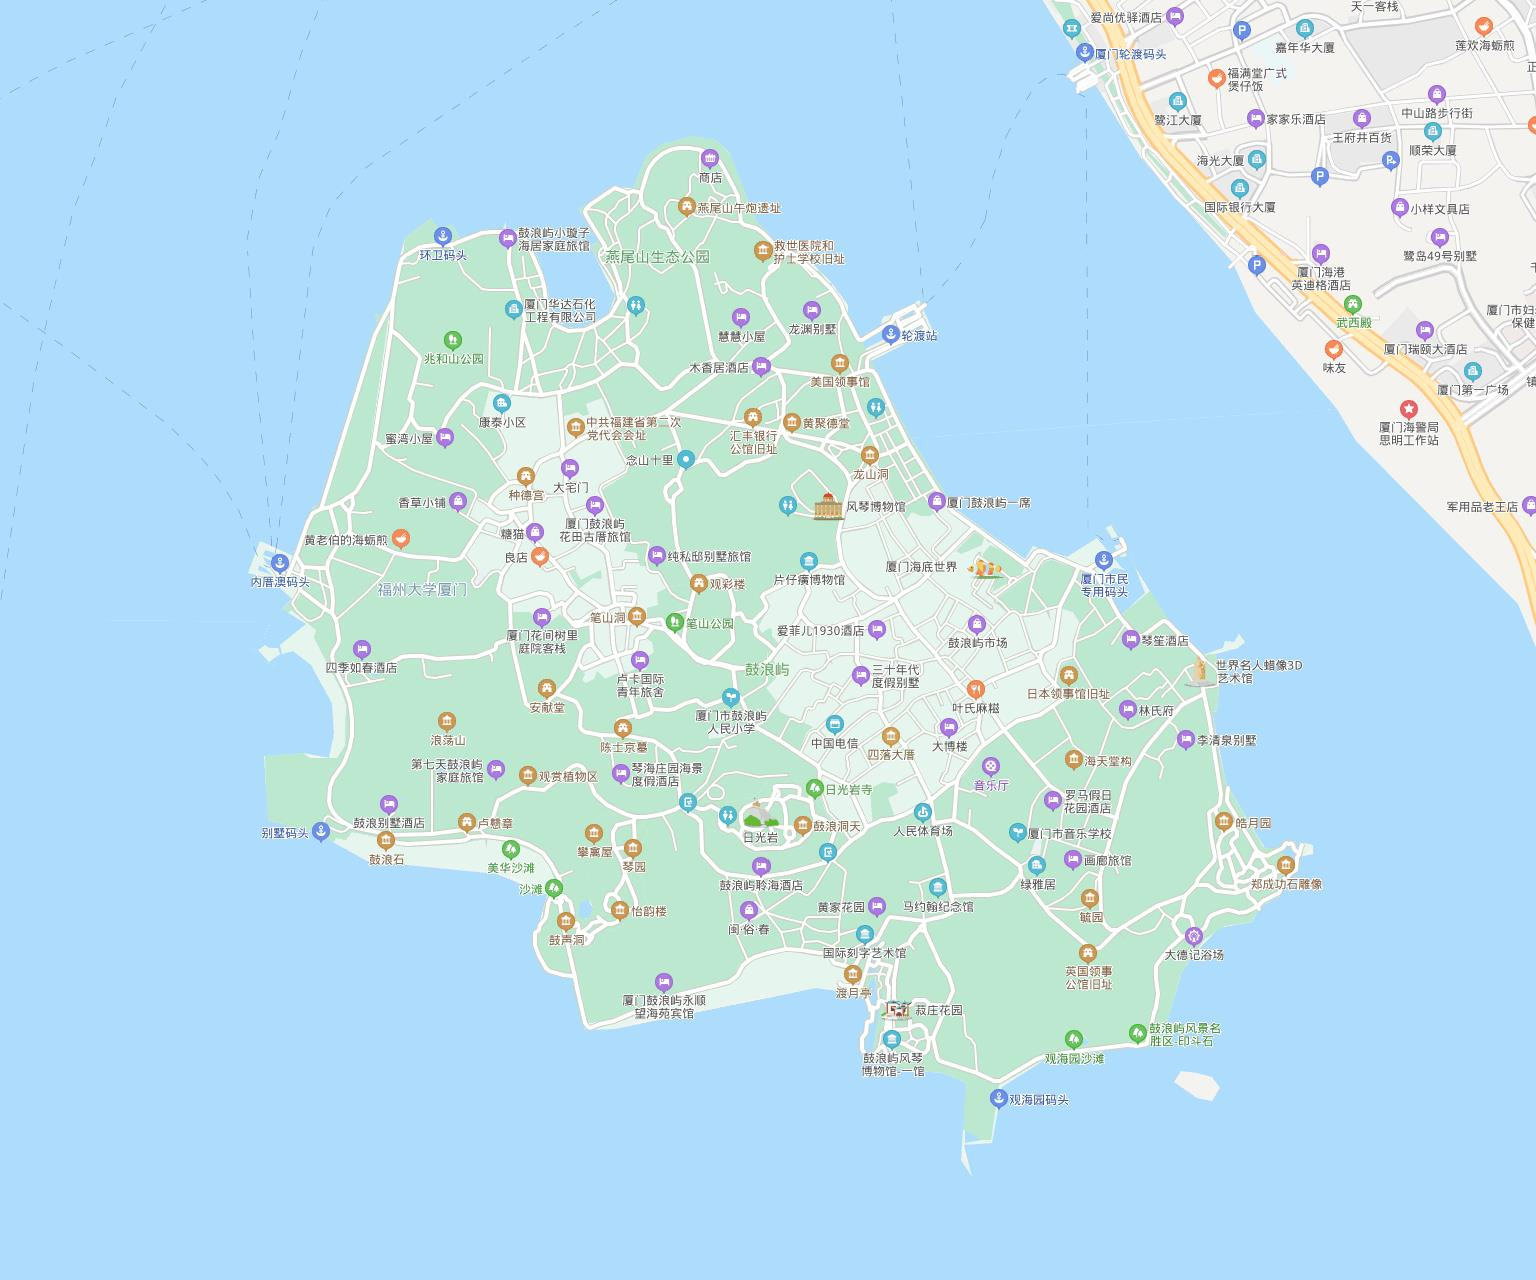 天一客栈
爱尚优驿酒店
莲欢海蛎煎
嘉年华大厦
厦门轮渡码头
福满堂广式
煲仔饭
中山路步行街
鹭江大厦
家家乐酒店
王府井百货
顺荣大厦
海光大厦
P
P
P
P
国际银行大厦
小样文具店
鹭岛49号别墅
厦门海港
英迪格酒店
武西殿
厦门市妇
保健
厦门瑞颐大酒店
味友
厦门第一广场
镇
厦门海警局
思明工作站
军用品老王店
商店
燕尾山午炮遗址
鼓浪屿小璇子
海居家庭旅馆
环卫码头
燕尾山生态公园
救世医院和
护士学校旧址
厦门华达石化
工程有限公司
慧慧小屋
龙渊别墅
轮渡站
兆和山公园
木香居酒店
美国领事馆
康泰小区
中共福建省第二次
党代会会址
汇丰银行
公馆旧址
黄聚德堂
蜜湾小屋
念山十里
龙山洞
大宅门
种德宫
香草小铺
厦门鼓浪屿
花田古厝旅馆
风琴博物馆
厦门鼓浪屿一席
糖猫
黄老伯的海蛎煎
良店
纯私邸别墅旅馆
内厝澳码头
福州大学厦门
观彩楼
片仔癀博物馆
厦门海底世界
厦门市民
专用码头
笔山洞
笔山公园
厦门花间树里
庭院客栈
爱菲儿1930酒店
鼓浪屿市场
琴笙酒店
四季如春酒店
卢卡国际
青年旅舍
鼓浪屿
三十年代
度假别墅
世界名人蜡像3D
艺术馆
日本领事馆旧址
安献堂
叶氏麻糍
林氏府
厦门市鼓浪屿
人民小学
浪荡山
陈士京墓
中国电信
四落大厝
大博楼
李清泉别墅
第七天鼓浪屿
家庭旅馆
观赏植物区
琴海庄园海景
度假酒店
音乐厅
海天堂构
日光岩寺
罗马假日
花园酒店
别墅码头
鼓浪别墅酒店
卢戆章
日光岩
鼓浪洞天
人民体育场
厦门市音乐学校
皓月园
鼓浪石
美华沙滩
攀禽屋
琴园
画廊旅馆
鼓浪屿聆海酒店
绿雅居
郑成功石雕像
沙滩
怡韵楼
闽·俗·春
黄家花园
马约翰纪念馆
毓园
鼓声洞
国际刻字艺术馆
大德记浴场
英国领事
公馆旧址
渡月亭
厦门鼓浪屿永顺
望海苑宾馆
菽庄花园
鼓浪屿风琴
博物馆-一馆
观海园沙滩
鼓浪屿风景名
胜区-印斗石
观海园码头